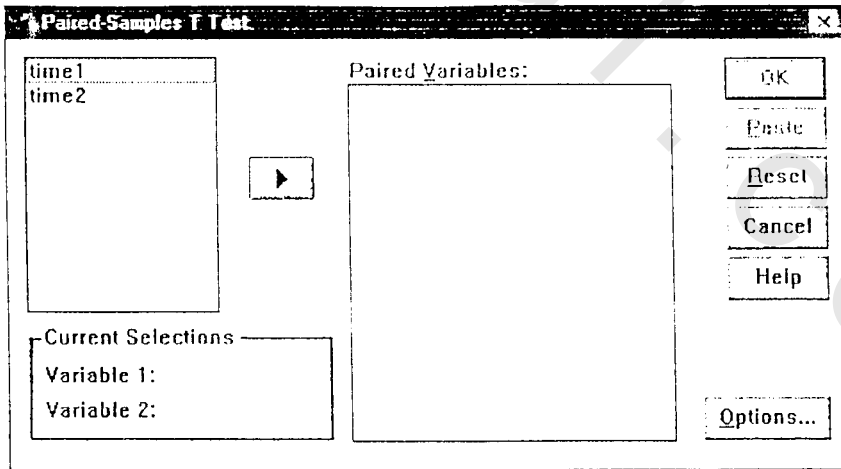 Paired-Samples T Test
time1
time2
Paired Variables:
OK
Paste
Reset
Cancel
Help
Current Selections
Variable 1:
Variable 2:
Options...